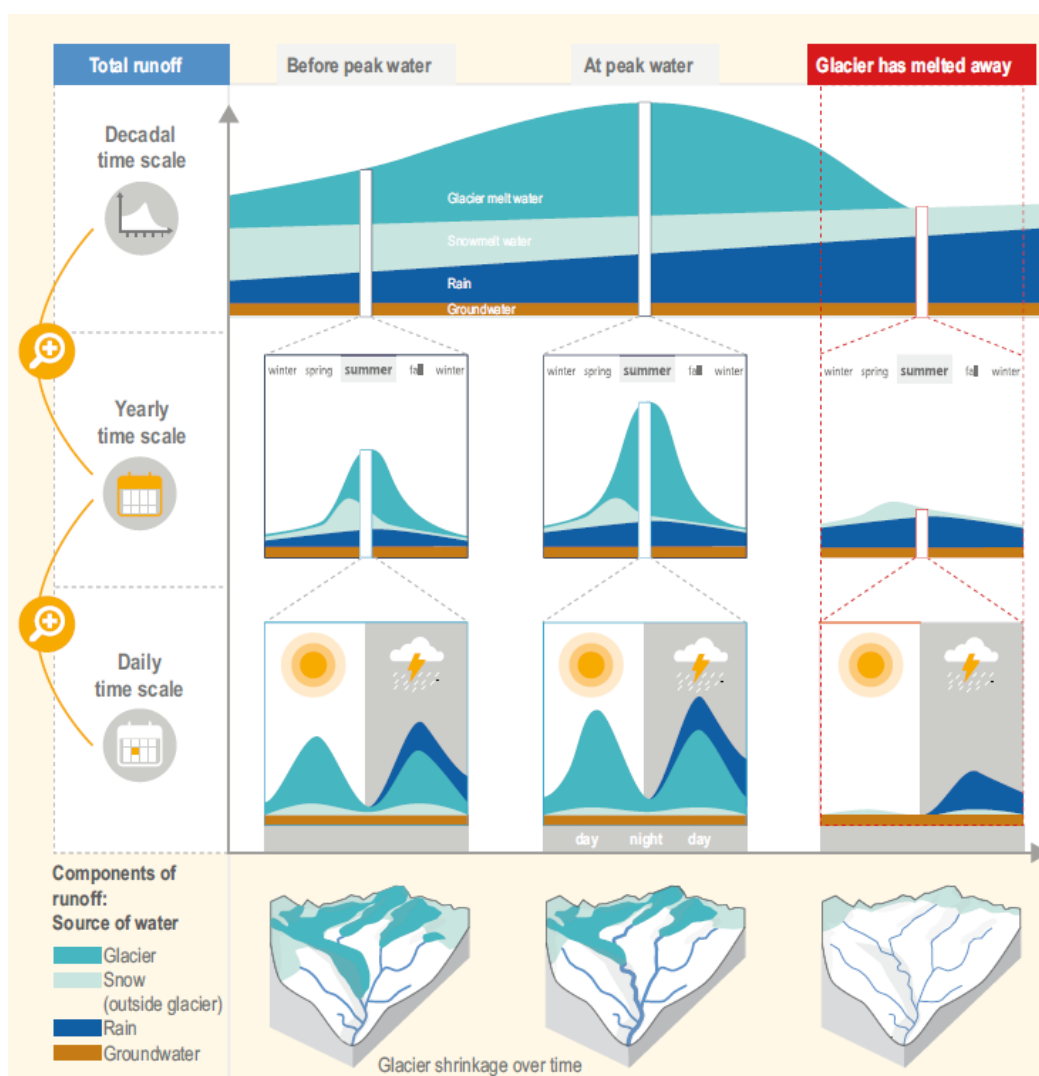 Total runoff
Before peak water
At peak water
Glacier has melted away
Decadal
time scale
Glacier melt water
Snowmelt water
Rain
Groundwater
winter spring summer fall winter
winter spring summer fall winter
winter spring summer fall winter
Yearly
time scale
Daily
time scale
day night day
Components of
runoff:
Source of water
Glacier
Snow
(outside glacier)
Rain
Groundwater
Glacier shrinkage over time